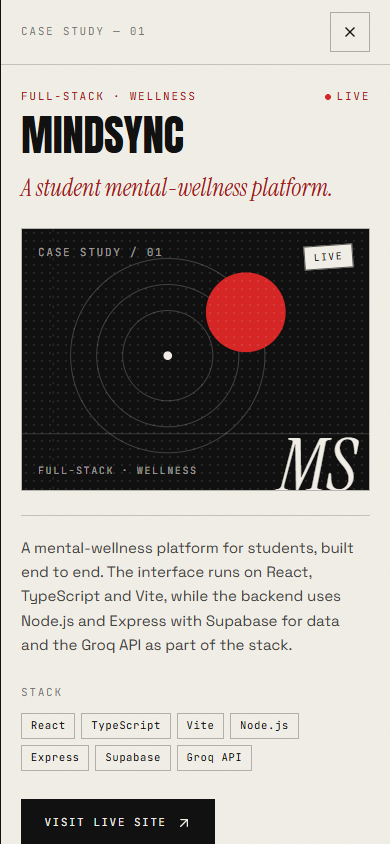 CASE STUDY — 01
FULL-STACK · WELLNESS
LIVE
MINDSYNC
A student mental-wellness platform.
CASE STUDY / 01
LIVE
FULL-STACK · WELLNESS
MS
A mental-wellness platform for students, built
end to end. The interface runs on React,
TypeScript and Vite, while the backend uses
Node.js and Express with Supabase for data
and the Groq API as part of the stack.
STACK
React TypeScript Vite Node.js
Express Supabase Groq API
VISIT LIVE SITE